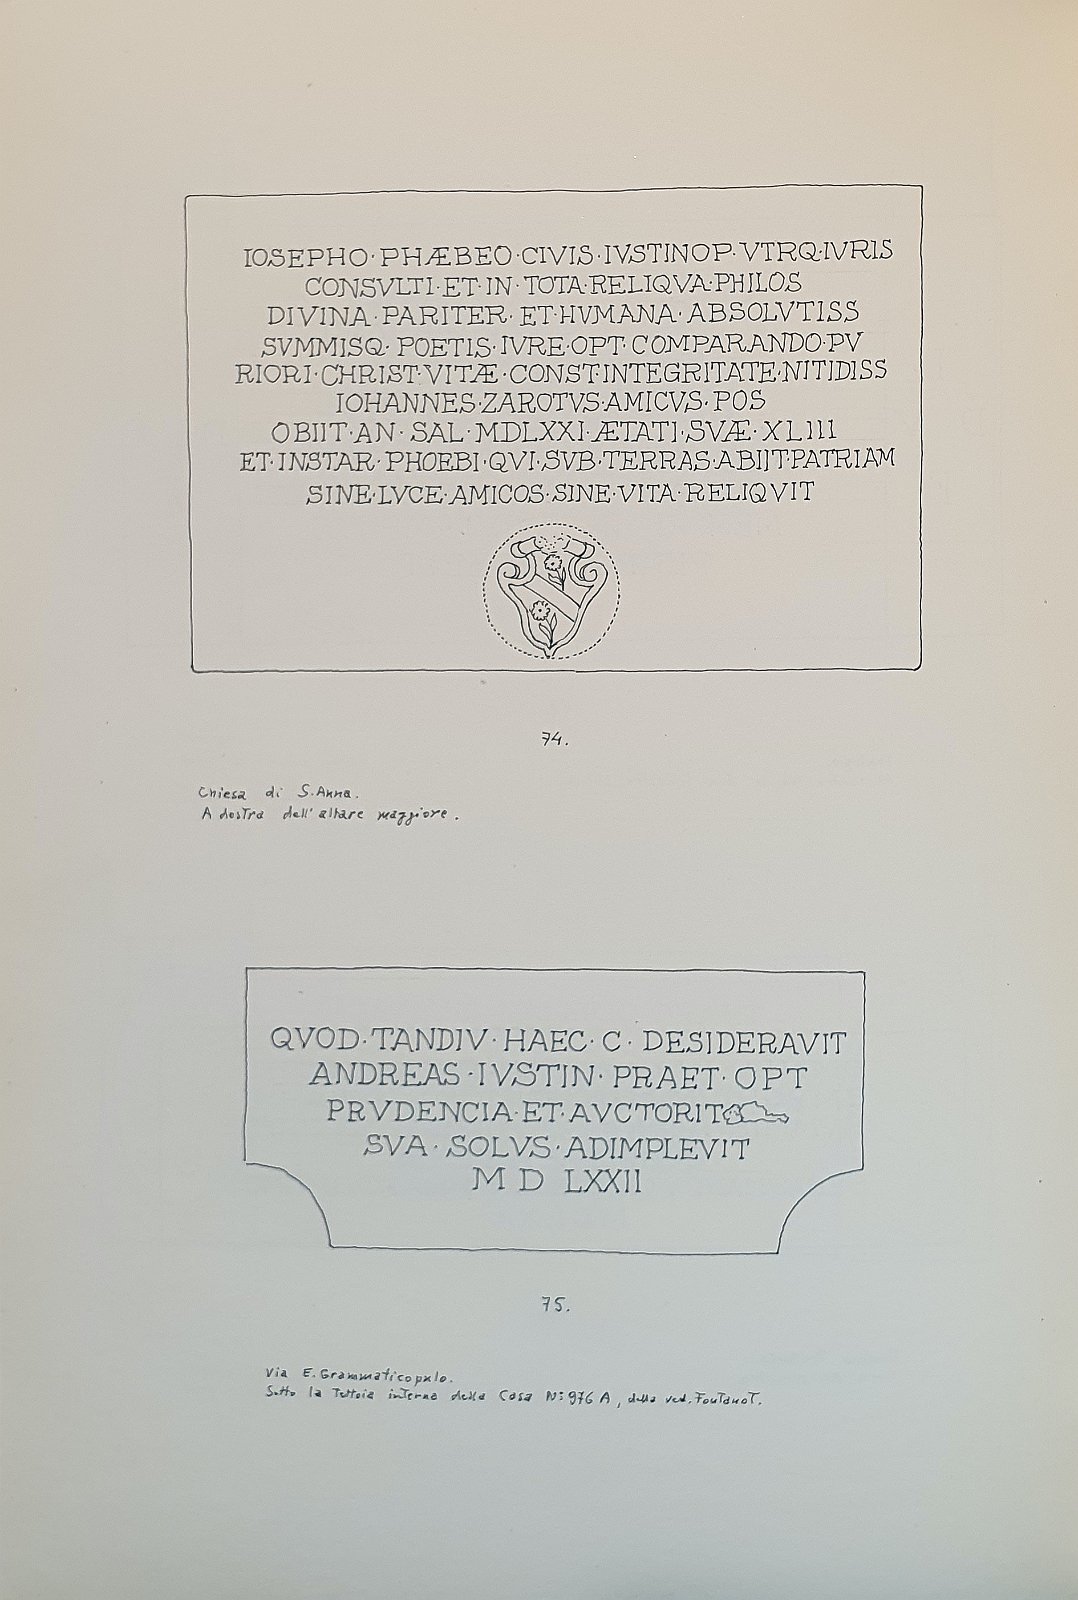 IOSEPHO·PHÆBEO·CIVIS·IVSTINOP·VTRQ·IVRIS
CONSVLTI·ET·IN·TOTA·RELIQVA·PHILOS
DIVINA·PARITER·ET·HVMANA·ABSOLVTISS
SVMMISQ·POETIS·IVRE·OPT·COMPARANDO·PV
RIORI·CHRIST·VITÆ·CONST·INTEGRITATE·NITIDISS
IOHANNES·ZAROTVS·AMICVS·POS
OBIIT·AN·SAL·MDLXXI·ÆTATI·SVÆ·XLIII
ET·INSTAR·PHOEBI·QVI·SVB·TERRAS·ABIIT·PATRIAM
SINE·LVCE·AMICOS·SINE·VITA·RELIQVIT
74.
Chiesa di S. Anna.
A destra dell'altare maggiore.
QVOD·TANDIV·HAEC·C·DESIDERAVIT
ANDREAS·IVSTIN·PRAET·OPT
PRVDENCIA·ET·AVCTORIT
SVA·SOLVS·ADIMPLEVIT
M D LXXII
75.
Via E. Grammaticopulo.
Sotto la Tettoia interna della Casa N: 976 A, della ved. Fontanot.